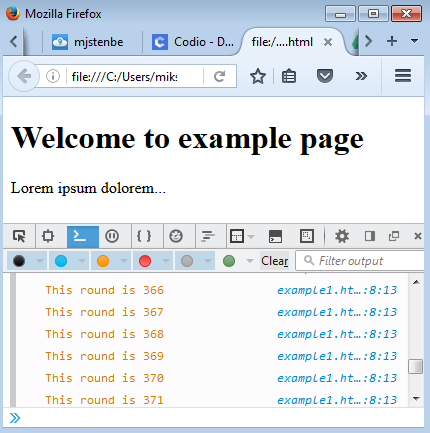 Mozilla Firefox
mjstenbe
Codio - D...
file:/....html
file:///C:/Users/miks
Welcome to example page
Lorem ipsum dolorem...
Clear
Filter output
This round is 366 example1.ht…:8:13
This round is 367 example1.ht…:8:13
This round is 368 example1.ht…:8:13
This round is 369 example1.ht…:8:13
This round is 370 example1.ht…:8:13
This round is 371 example1.ht…:8:13